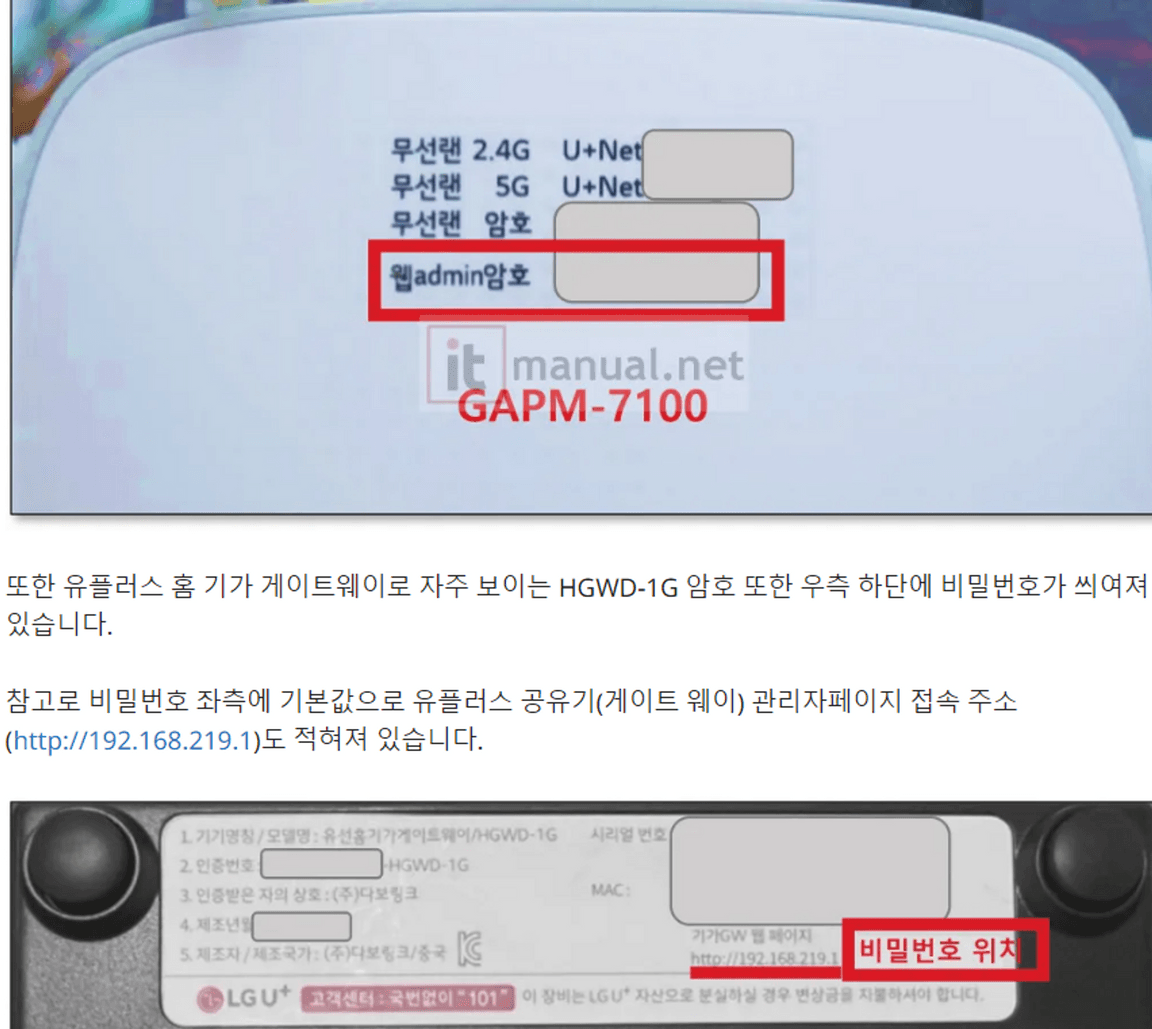 무선랜 2.4G U+Net
무선랜 5G U+Net
무선랜 암호
웹admin암호
it manual.net
GAPM-7100
또한 유플러스 홈 기가 게이트웨이로 자주 보이는 HGWD-1G 암호 또한 우측 하단에 비밀번호가 씌여져
있습니다.
참고로 비밀번호 좌측에 기본값으로 유플러스 공유기(게이트 웨이) 관리자페이지 접속 주소
(http://192.168.219.1)도 적혀져 있습니다.
1. 기기명칭/모델명 : 유선홈기가게이트웨이/HGWD-1G 시리얼 번호
2. 인증번호 -HGWD-1G
3. 인증받은 자의 상호 : (주)다보링크 MAC :
4. 제조년월
기가GW 웹 페이지
5. 제조자/제조국가 : (주)다보링크/중국 http://192.168.219.1 비밀번호 위치
LG U+ 고객센터 : 국번없이 "101" 이 장비는 LG U+ 자산으로 분실하실 경우 변상금을 지불하셔야 합니다.